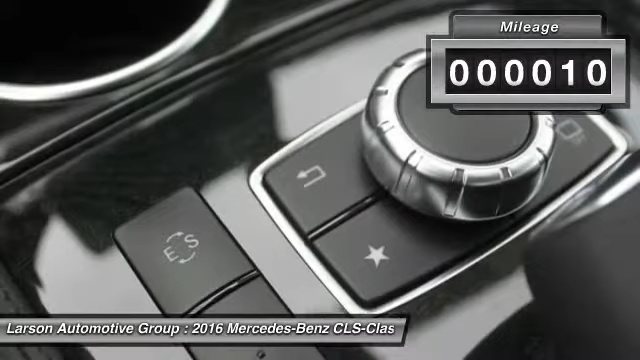 Mileage
000010
E S
Larson Automotive Group : 2016 Mercedes-Benz CLS-Clas